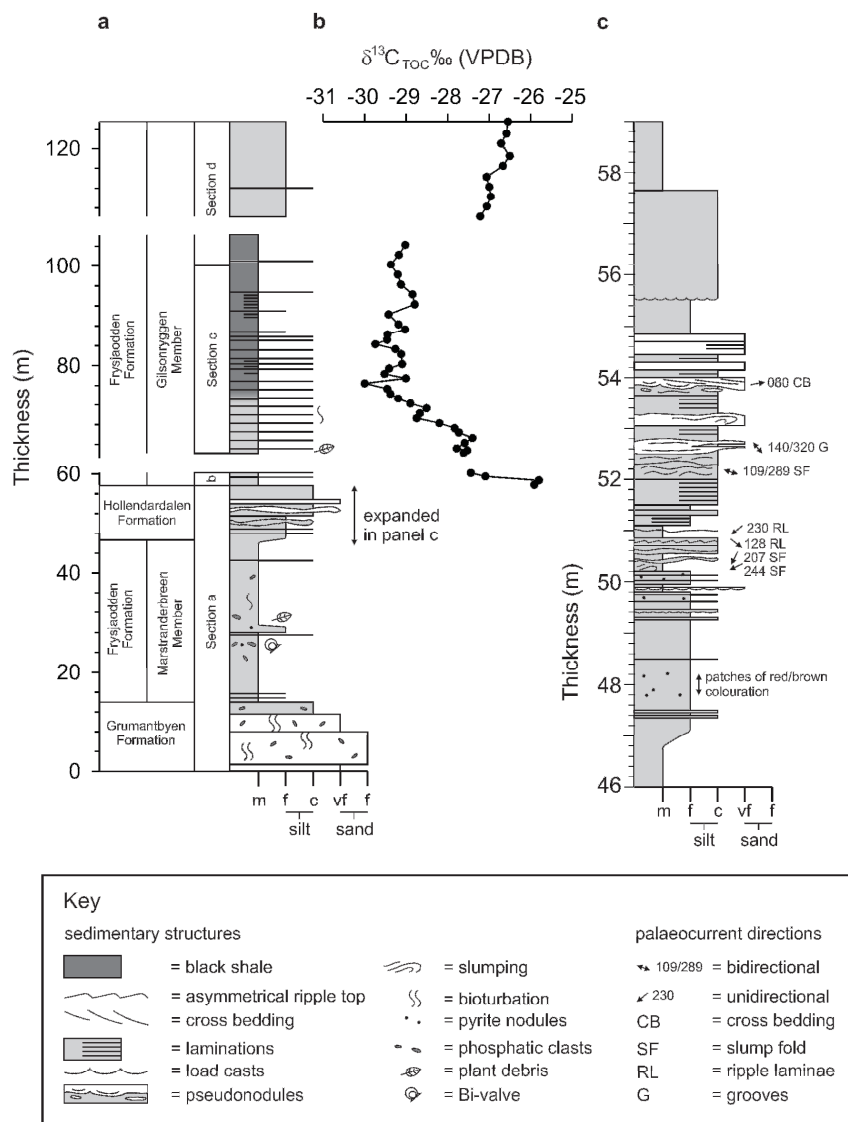 a
b
c
δ13CTOC‰ (VPDB)
-31 -30 -29 -28 -27 -26 -25
Thickness (m)
120
100
80
60
40
20
0
Section d
Frysjaodden Formation
Gilsonryggen Member
Section c
b
Hollendardalen Formation
Frysjaodden Formation
Marstranderbreen Member
Section a
Grumantbyen Formation
expanded in panel c
m f c vf f
silt sand
Thickness (m)
58
56
54
52
50
48
46
080 CB
140/320 G
109/289 SF
230 RL
128 RL
207 SF
244 SF
patches of red/brown colouration
m f c vf f
silt sand
Key
sedimentary structures
= black shale
= asymmetrical ripple top
= cross bedding
= laminations
= load casts
= pseudonodules
= slumping
= bioturbation
= pyrite nodules
= phosphatic clasts
= plant debris
= Bi-valve
palaeocurrent directions
109/289 = bidirectional
230 = unidirectional
CB = cross bedding
SF = slump fold
RL = ripple laminae
G = grooves